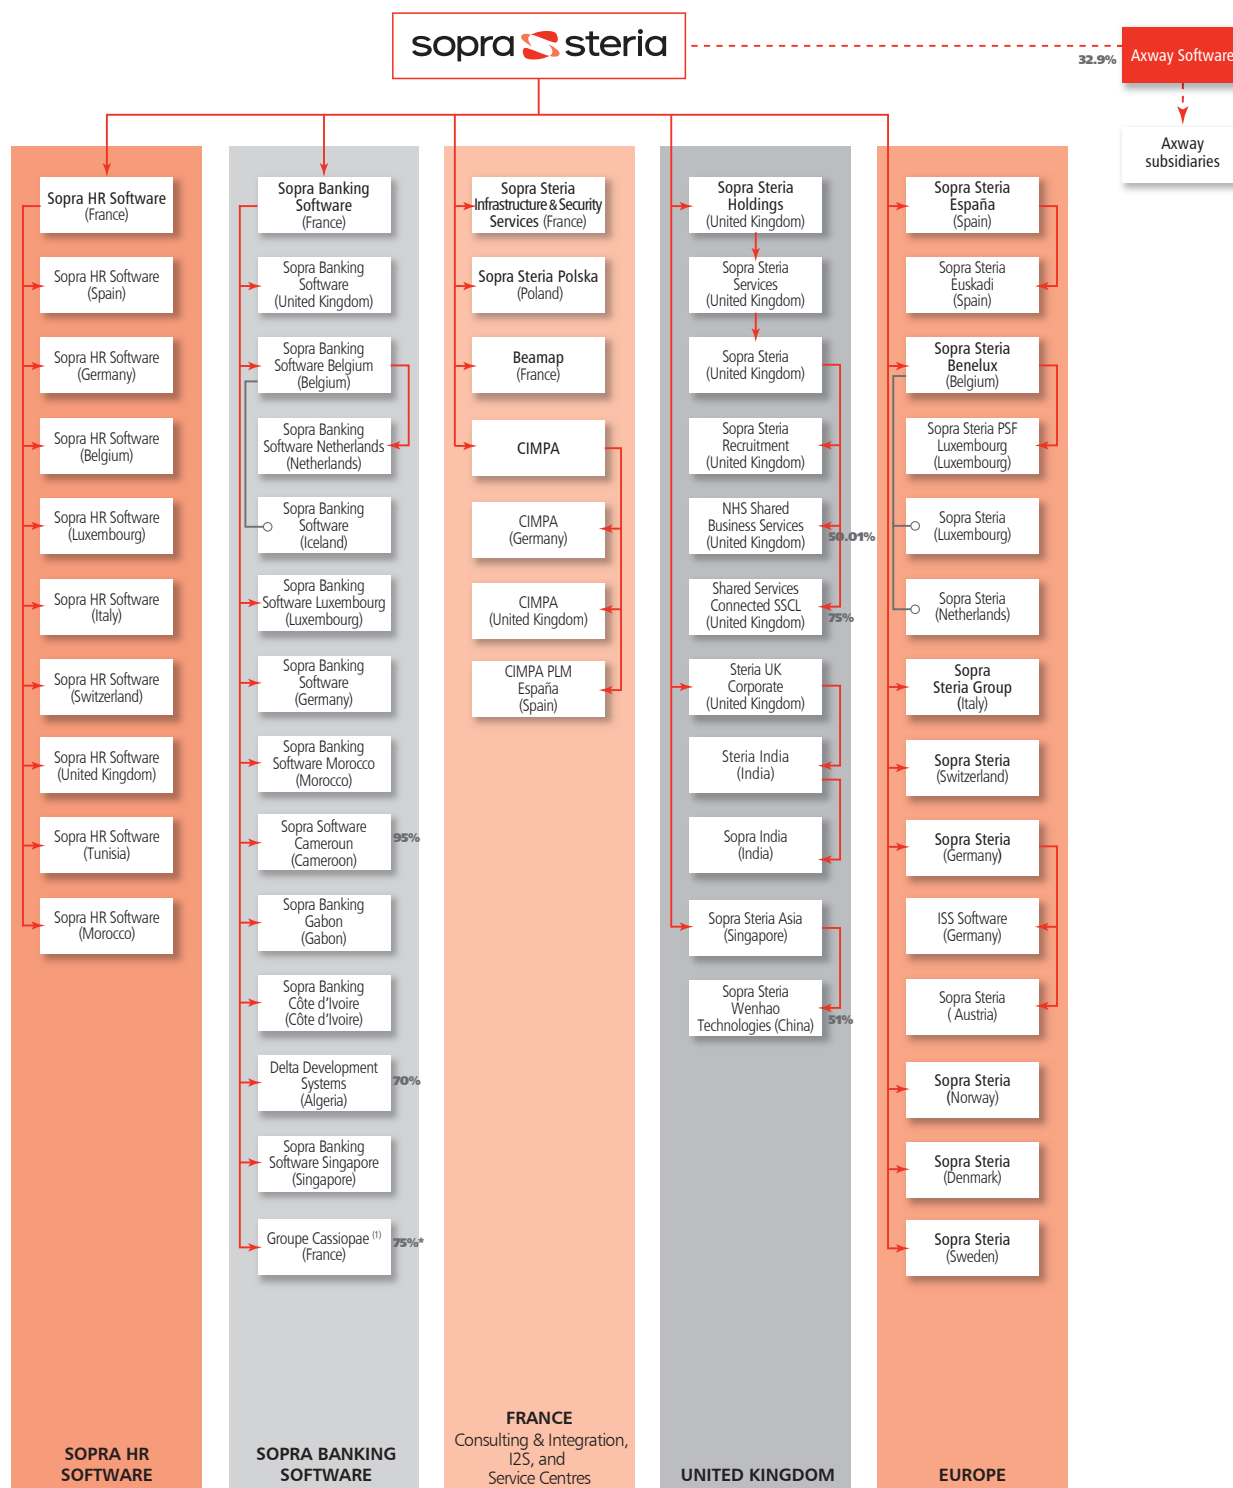 sopra steria
32.9%
Axway Software
Axway
subsidiaries
Sopra HR Software
(France)
Sopra HR Software
(Spain)
Sopra HR Software
(Germany)
Sopra HR Software
(Belgium)
Sopra HR Software
(Luxembourg)
Sopra HR Software
(Italy)
Sopra HR Software
(Switzerland)
Sopra HR Software
(United Kingdom)
Sopra HR Software
(Tunisia)
Sopra HR Software
(Morocco)
SOPRA HR
SOFTWARE
Sopra Banking
Software
(France)
Sopra Banking
Software
(United Kingdom)
Sopra Banking
Software Belgium
(Belgium)
Sopra Banking
Software Netherlands
(Netherlands)
Sopra Banking
Software
(Iceland)
Sopra Banking
Software Luxembourg
(Luxembourg)
Sopra Banking
Software
(Germany)
Sopra Banking
Software Morocco
(Morocco)
Sopra Software
Cameroun
(Cameroon)
95%
Sopra Banking
Gabon
(Gabon)
Sopra Banking
Côte d'Ivoire
(Côte d'Ivoire)
Delta Development
Systems
(Algeria)
70%
Sopra Banking
Software Singapore
(Singapore)
Groupe Cassiopae (1)
(France)
75%*
SOPRA BANKING
SOFTWARE
Sopra Steria
Infrastructure & Security
Services (France)
Sopra Steria Polska
(Poland)
Beamap
(France)
CIMPA
CIMPA
(Germany)
CIMPA
(United Kingdom)
CIMPA PLM
España
(Spain)
FRANCE
Consulting & Integration,
I2S, and
Service Centres
Sopra Steria
Holdings
(United Kingdom)
Sopra Steria
Services
(United Kingdom)
Sopra Steria
(United Kingdom)
Sopra Steria
Recruitment
(United Kingdom)
NHS Shared
Business Services
(United Kingdom)
50.01%
Shared Services
Connected SSCL
(United Kingdom)
75%
Steria UK
Corporate
(United Kingdom)
Steria India
(India)
Sopra India
(India)
Sopra Steria Asia
(Singapore)
Sopra Steria
Wenhao
Technologies (China)
51%
UNITED KINGDOM
Sopra Steria
España
(Spain)
Sopra Steria
Euskadi
(Spain)
Sopra Steria
Benelux
(Belgium)
Sopra Steria PSF
Luxembourg
(Luxembourg)
Sopra Steria
(Luxembourg)
Sopra Steria
(Netherlands)
Sopra
Steria Group
(Italy)
Sopra Steria
(Switzerland)
Sopra Steria
(Germany)
ISS Software
(Germany)
Sopra Steria
( Austria)
Sopra Steria
(Norway)
Sopra Steria
(Denmark)
Sopra Steria
(Sweden)
EUROPE